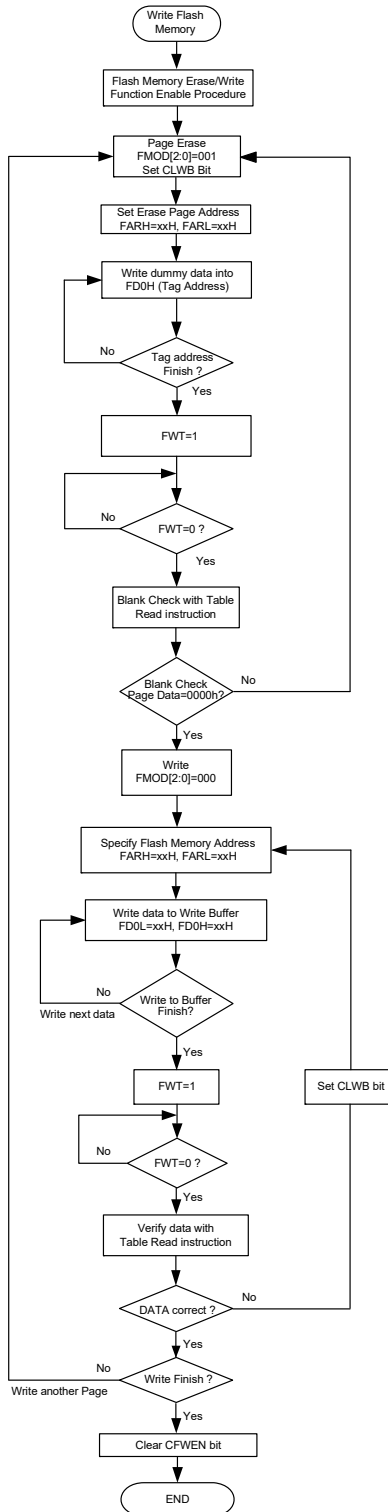 Write Flash
Memory
Flash Memory Erase/Write
Function Enable Procedure
Page Erase
FMOD[2:0]=001
Set CLWB Bit
Set Erase Page Address
FARH=xxH, FARL=xxH
Write dummy data into
FD0H (Tag Address)
No
Tag address
Finish ?
Yes
FWT=1
No
FWT=0 ?
Yes
Blank Check with Table
Read instruction
No
Blank Check
Page Data=0000h?
Yes
Write
FMOD[2:0]=000
Specify Flash Memory Address
FARH=xxH, FARL=xxH
Write data to Write Buffer
FD0L=xxH, FD0H=xxH
No
Write next data
Write to Buffer
Finish?
Yes
FWT=1
Set CLWB bit
No
FWT=0 ?
Yes
Verify data with
Table Read instruction
No
DATA correct ?
Yes
No
Write Finish ?
Write another Page
Yes
Clear CFWEN bit
END